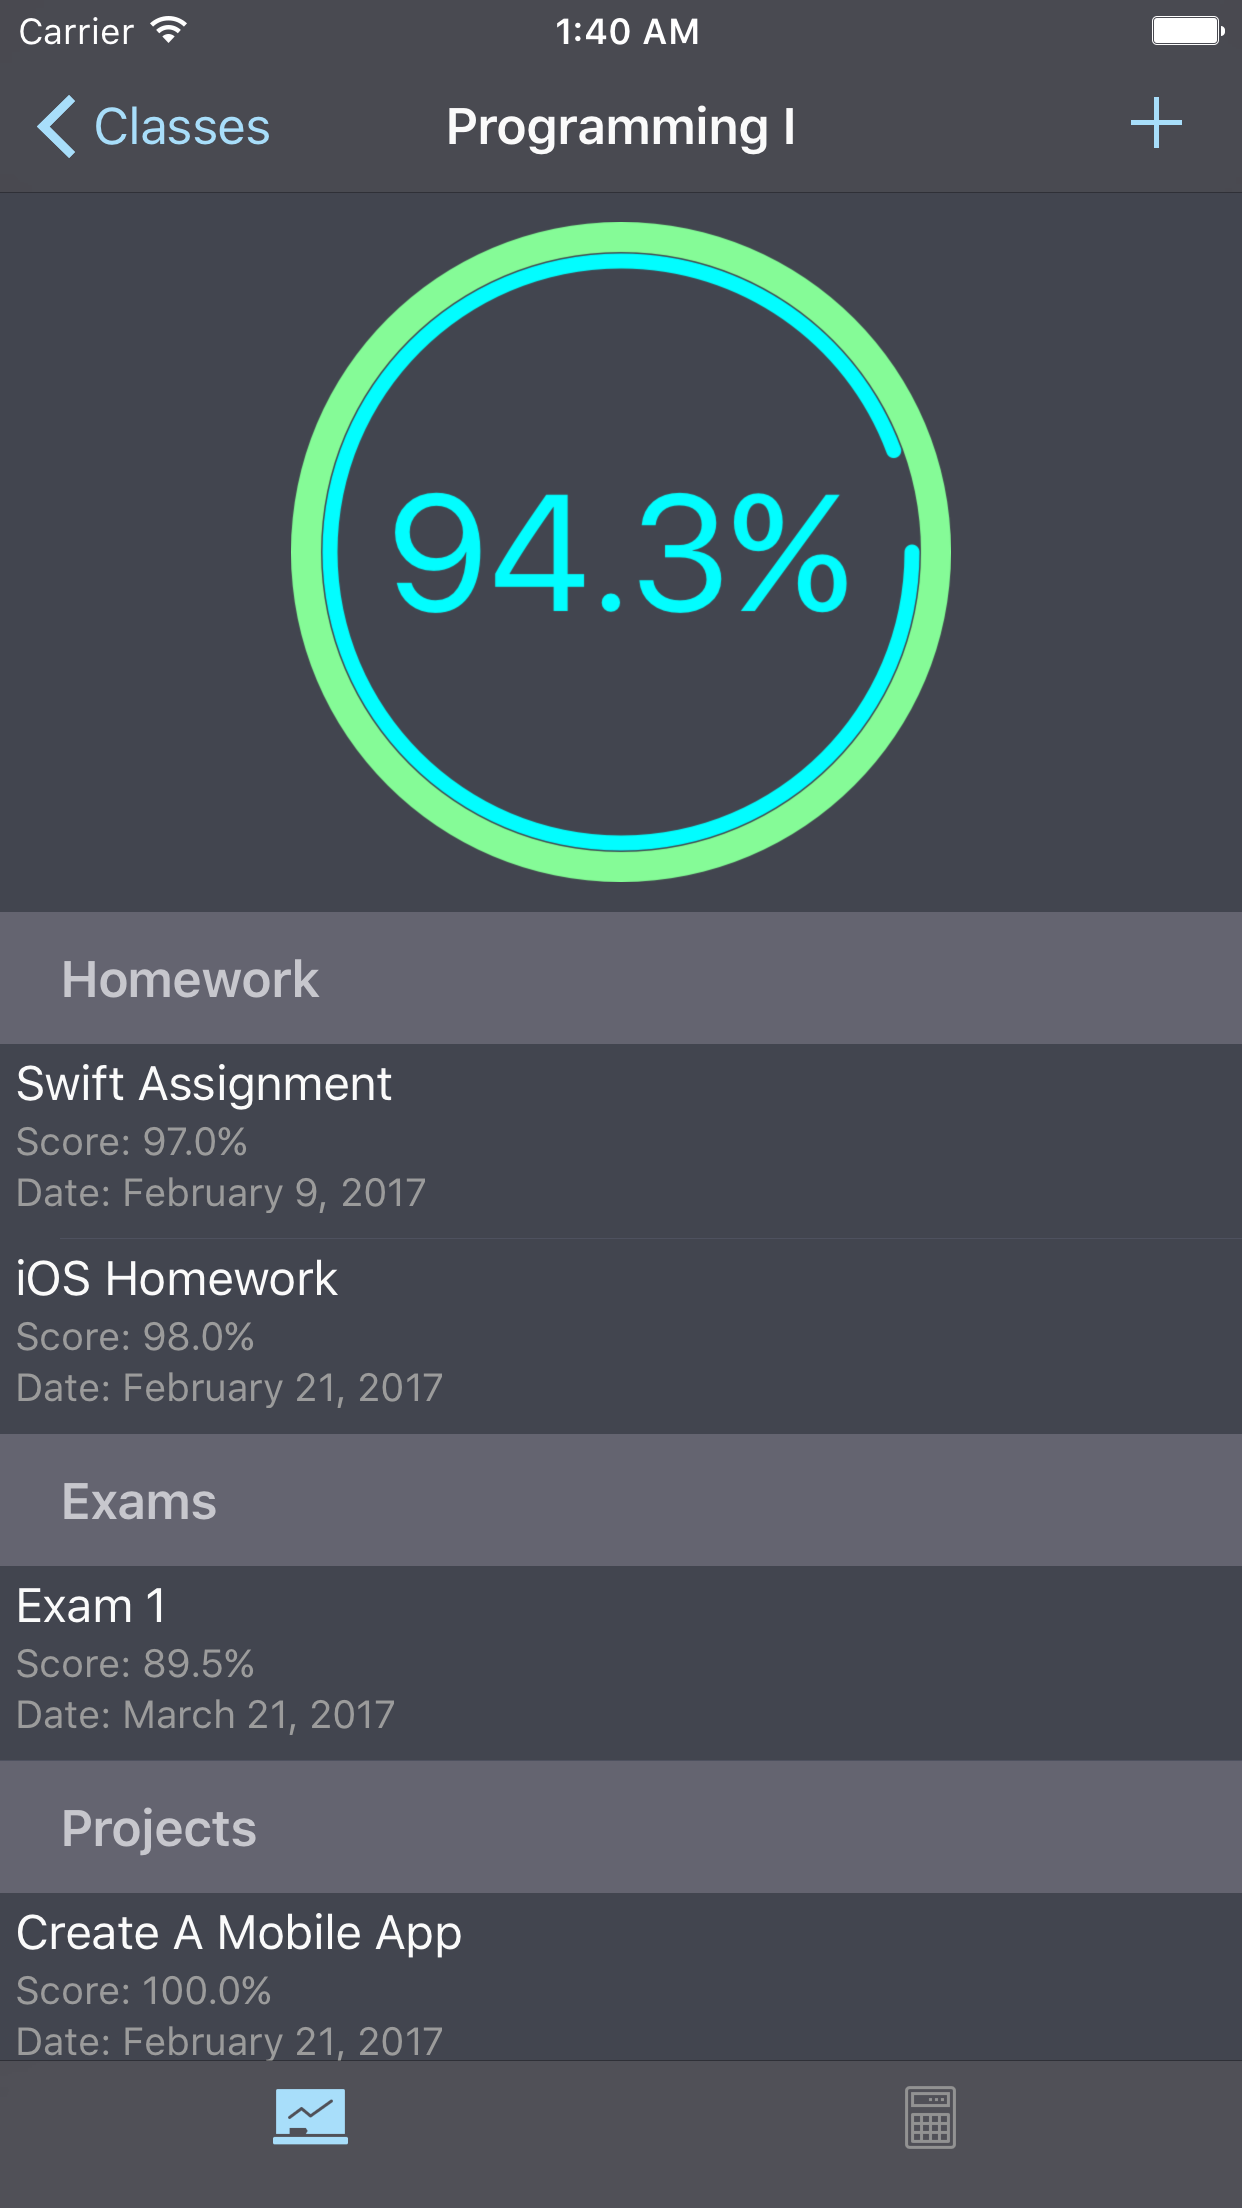 Carrier 1:40 AM
Classes Programming I
94.3%
Homework
Swift Assignment
Score: 97.0%
Date: February 9, 2017
iOS Homework
Score: 98.0%
Date: February 21, 2017
Exams
Exam 1
Score: 89.5%
Date: March 21, 2017
Projects
Create A Mobile App
Score: 100.0%
Date: February 21, 2017